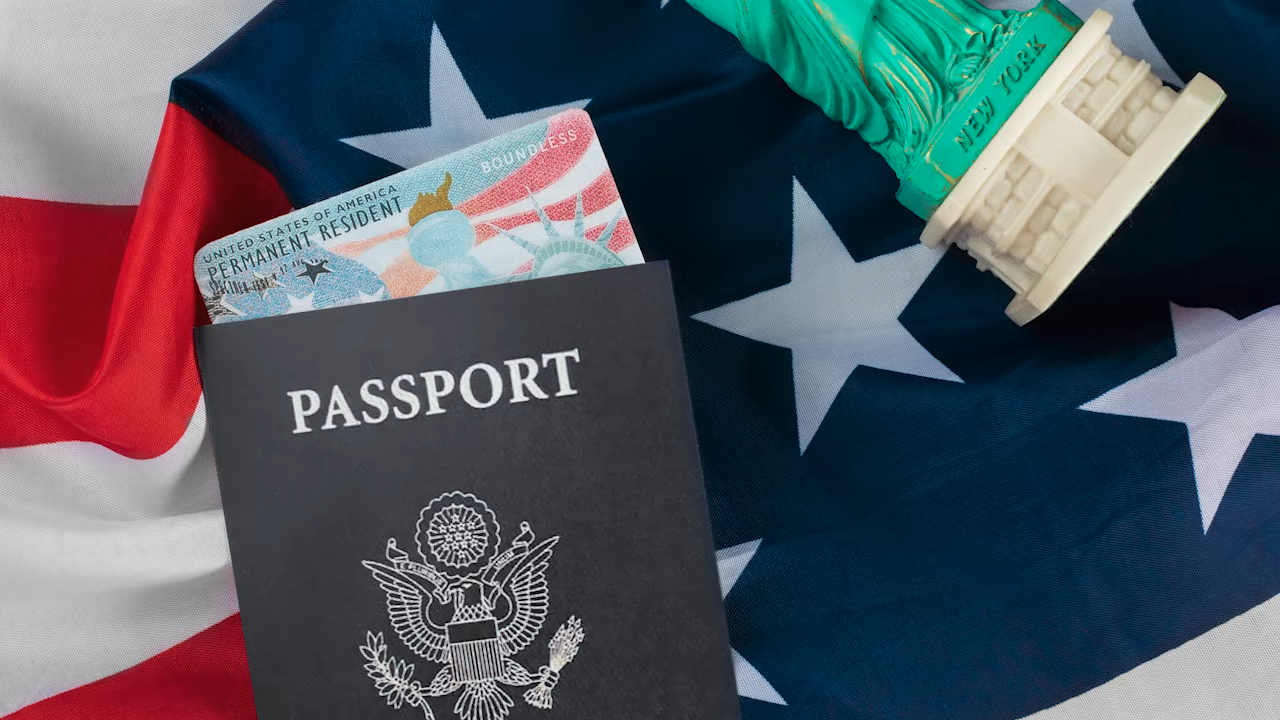 NEW YORK
BOUNDLESS
UNITED STATES OF AMERICA
PERMANENT RESIDENT
PASSPORT